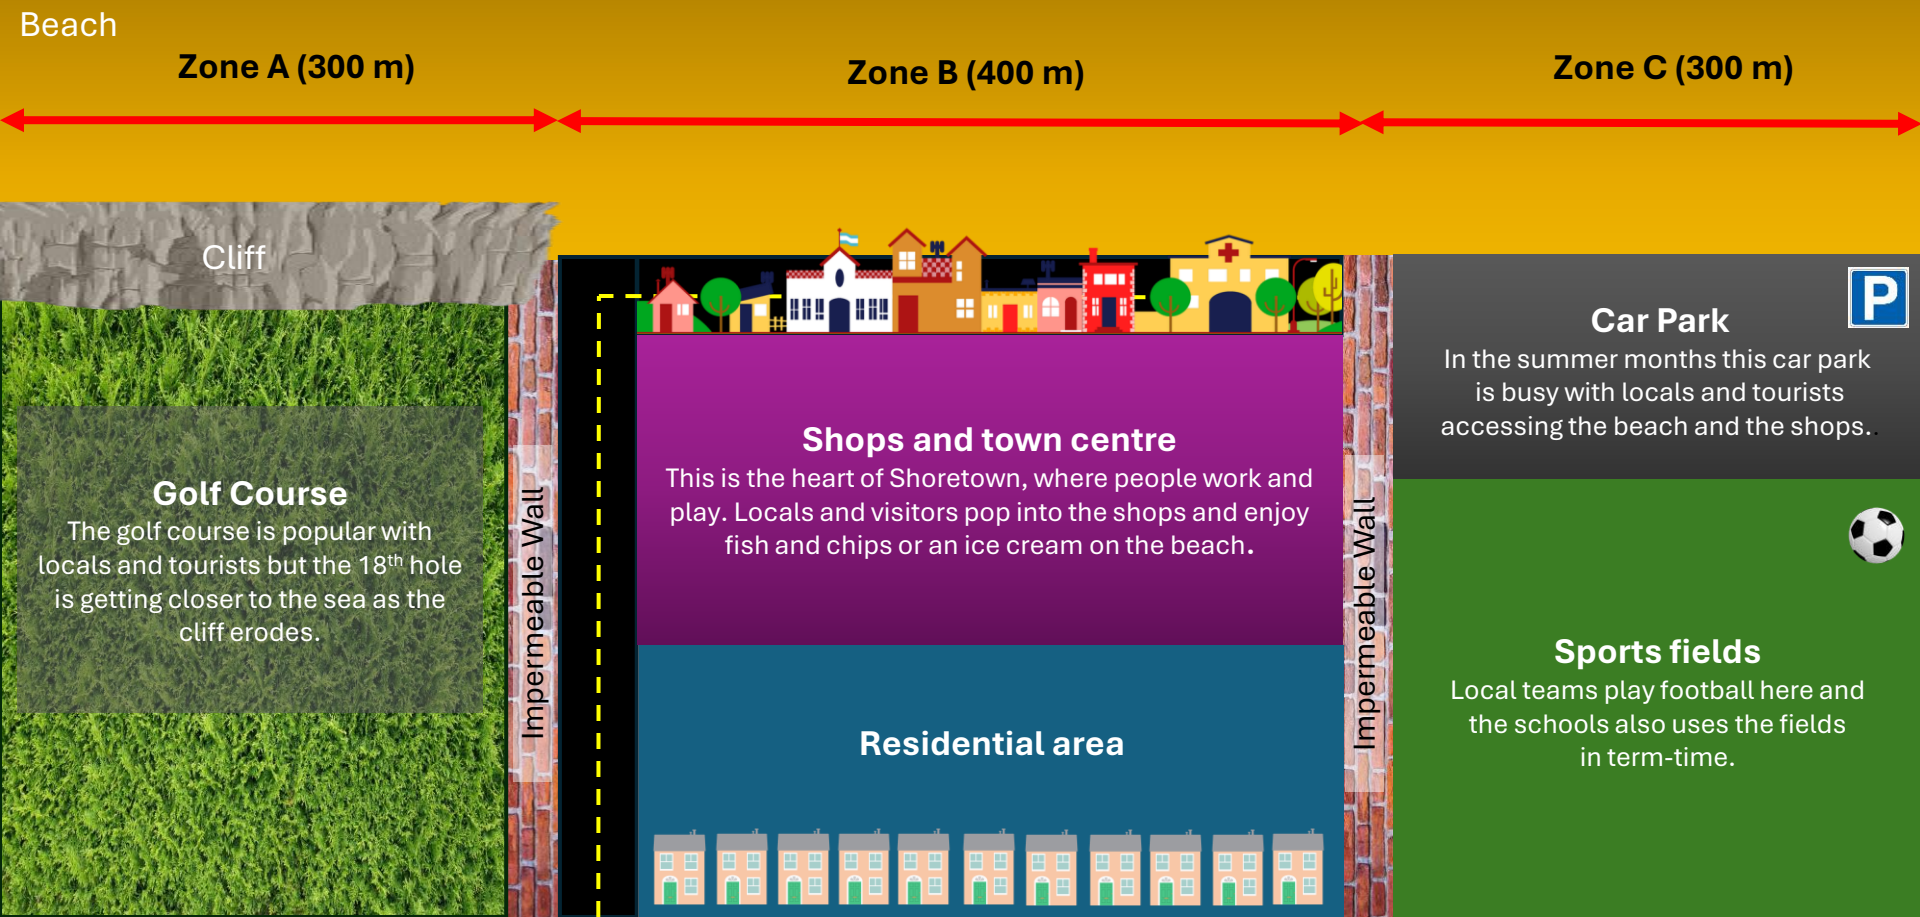 Beach
Zone A (300 m)
Zone B (400 m)
Zone C (300 m)
Cliff
Golf Course
The golf course is popular with
locals and tourists but the 18th hole
is getting closer to the sea as the
cliff erodes.
Impermeable Wall
Shops and town centre
This is the heart of Shoretown, where people work and
play. Locals and visitors pop into the shops and enjoy
fish and chips or an ice cream on the beach.
Residential area
Impermeable Wall
P
Car Park
In the summer months this car park
is busy with locals and tourists
accessing the beach and the shops..
Sports fields
Local teams play football here and
the schools also uses the fields
in term-time.